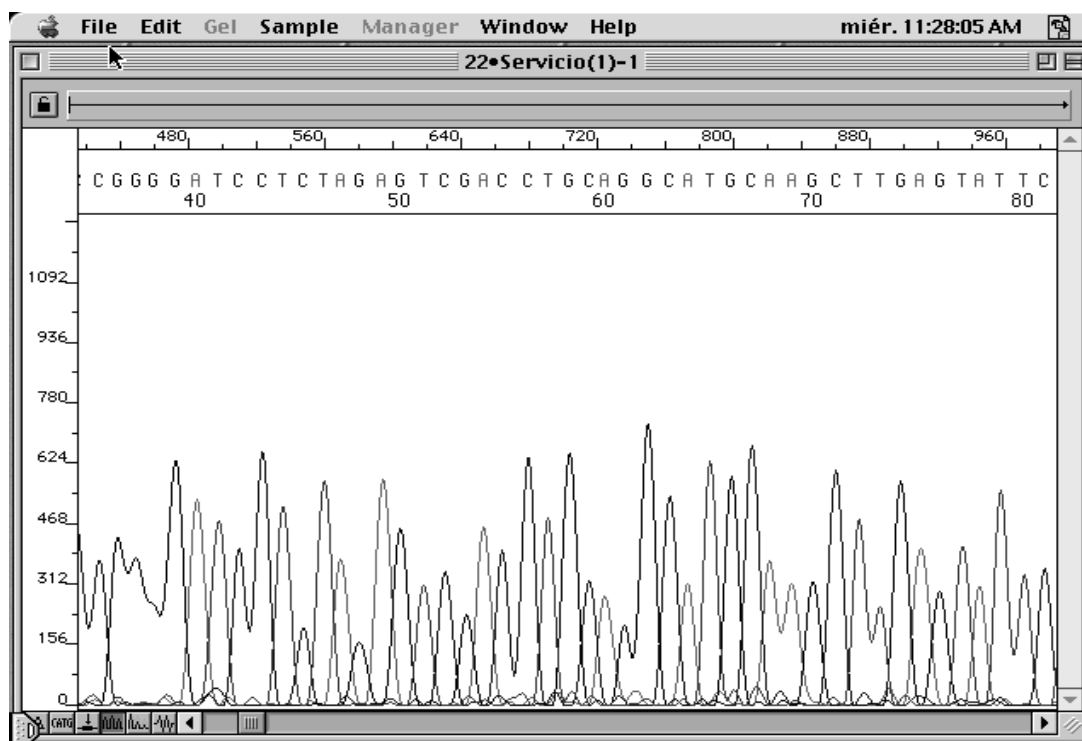 File Edit Gel Sample Manager Window Help miér. 11:28:05 AM
22•Servicio(1)-1
480 560 640 720 800 880 960
C G G G G A T C C T C T A G A G T C G A C C T G C A G G C A T G C A A G C T T G A G T A T T C
40 50 60 70 80
1092
936
780
624
468
312
156
0
CATG